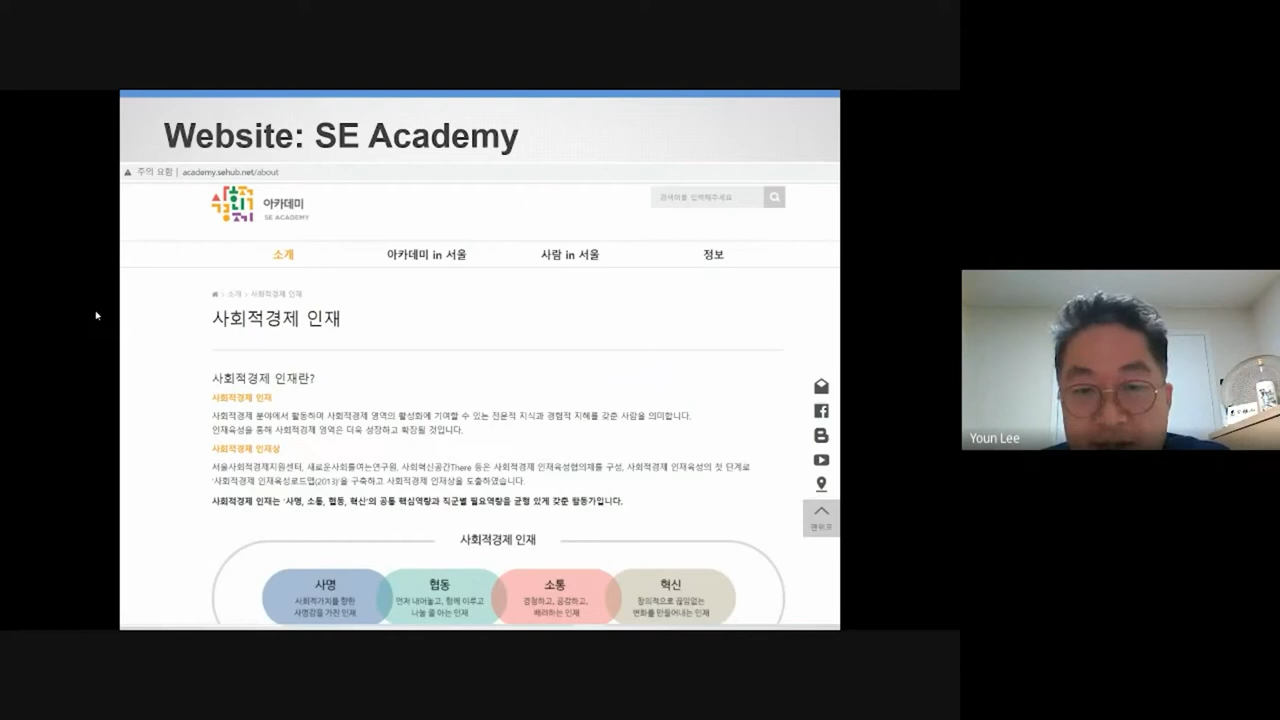 Website: SE Academy
주의 요함 | academy.sehub.net/about
사회적경제
아카데미
SE ACADEMY
검색어를 입력해주세요
소개 아카데미 in 서울 사람 in 서울 정보
> 소개 > 사회적경제 인재
사회적경제 인재
사회적경제 인재란?
사회적경제 인재
사회적경제 분야에서 활동하며 사회적경제 영역의 활성화에 기여할 수 있는 전문적 지식과 경험적 지혜를 갖춘 사람을 의미합니다.
인재육성을 통해 사회적경제 영역은 더욱 성장하고 확장될 것입니다.
사회적경제 인재상
서울사회적경제지원센터, 새로운사회를여는연구원, 사회혁신공간There 등은 사회적경제 인재육성협의체를 구성, 사회적경제 인재육성의 첫 단계로
'사회적경제 인재육성로드맵(2013)'을 구축하고 사회적경제 인재상을 도출하였습니다.
사회적경제 인재는 '사명, 소통, 협동, 혁신'의 공통 핵심역량과 직군별 필요역량을 균형 있게 갖춘 활동가입니다.
맨위로
사회적경제 인재
사명 협동 소통 혁신
사회적가치를 향한 먼저 내어놓고, 함께 이루고 경청하고, 공감하고, 창의적으로 끊임없는
사명감을 가진 인재 나눌 줄 아는 인재 배려하는 인재 변화를 만들어내는 인재
Youn Lee